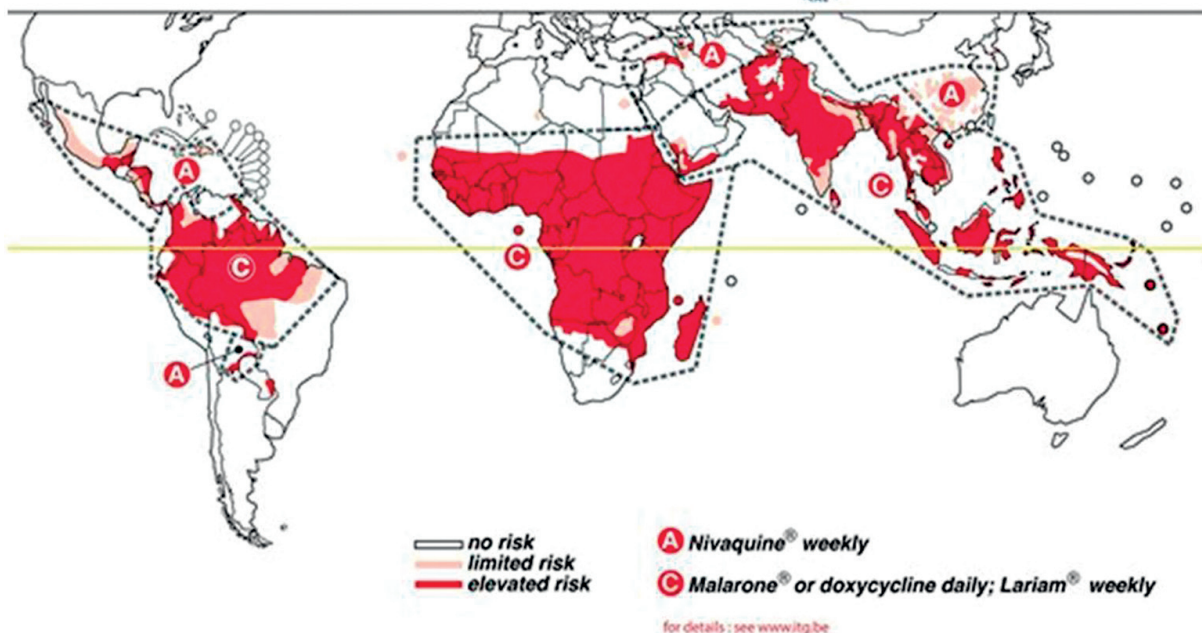 A
A
A
C
C
C
A
no risk
limited risk
elevated risk
A Nivaquine® weekly
C Malarone® or doxycycline daily; Lariam® weekly
for details : see www.itg.be